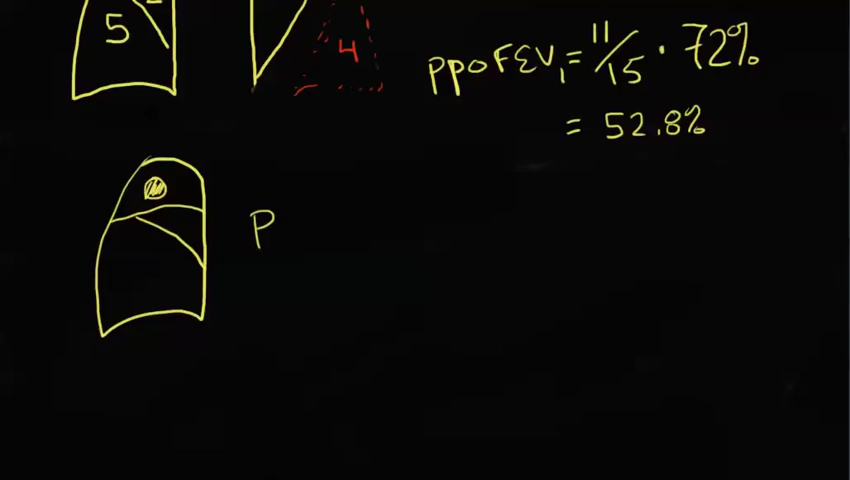 5
4
ppoFEV₁ = 11/15 · 72%
= 52.8%
P